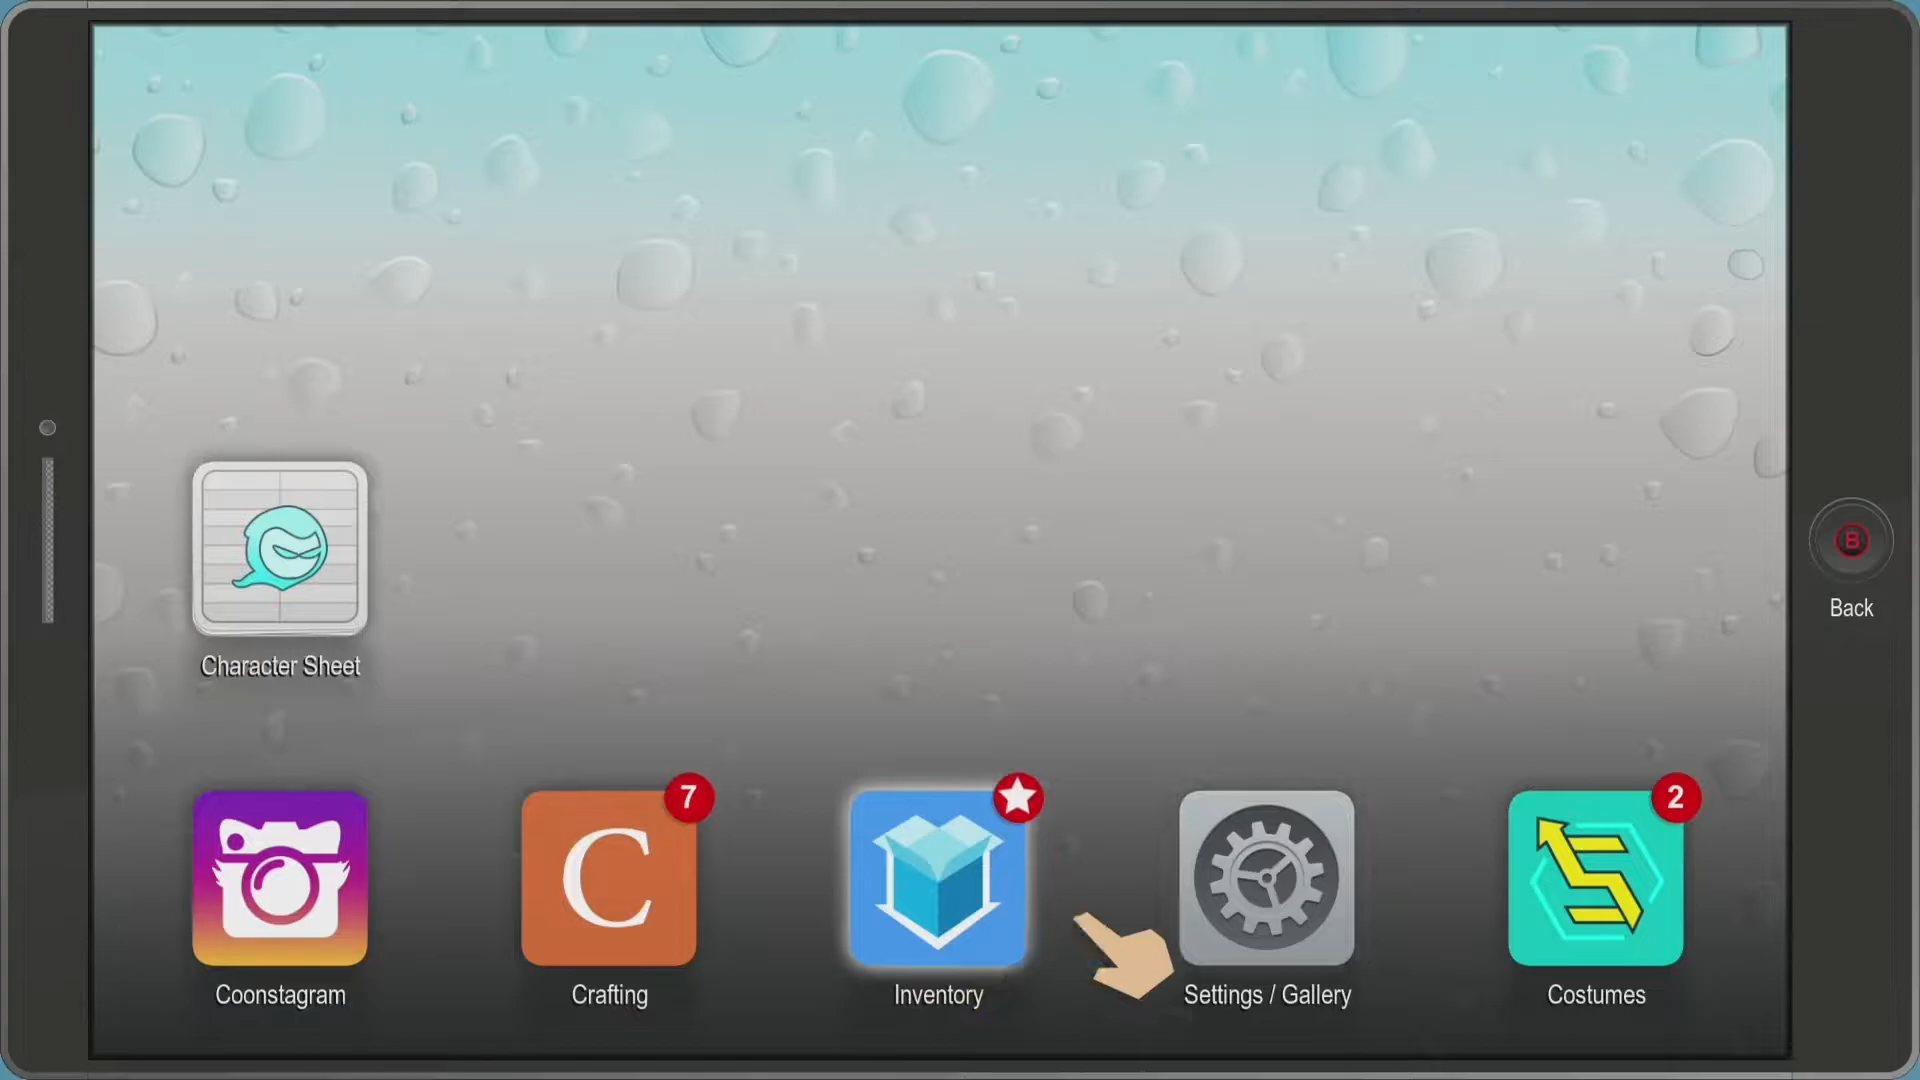 B
Back
Character Sheet
7
2
C
Coonstagram
Crafting
Inventory
Settings / Gallery
Costumes